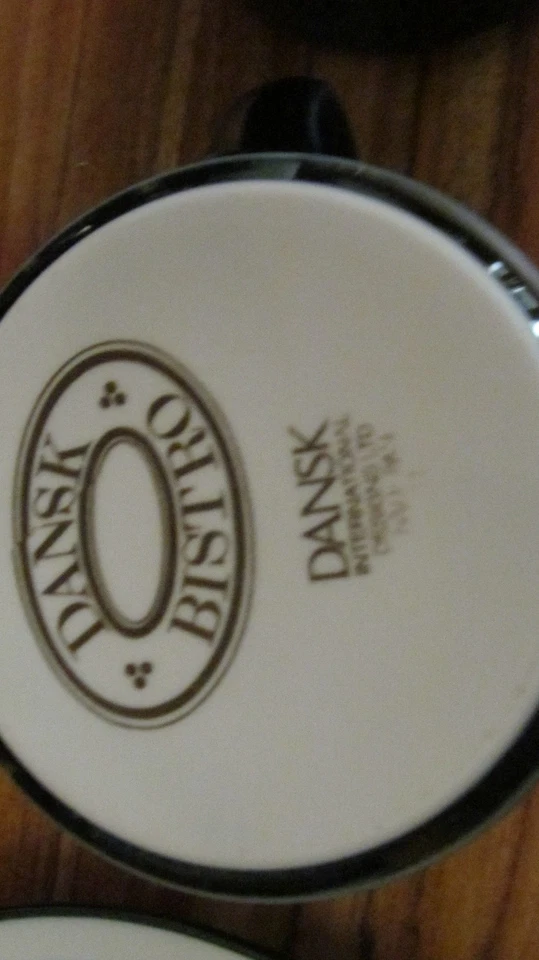 DANSK
BISTRO
DANSK
INTERNATIONAL
DESIGNS LTD